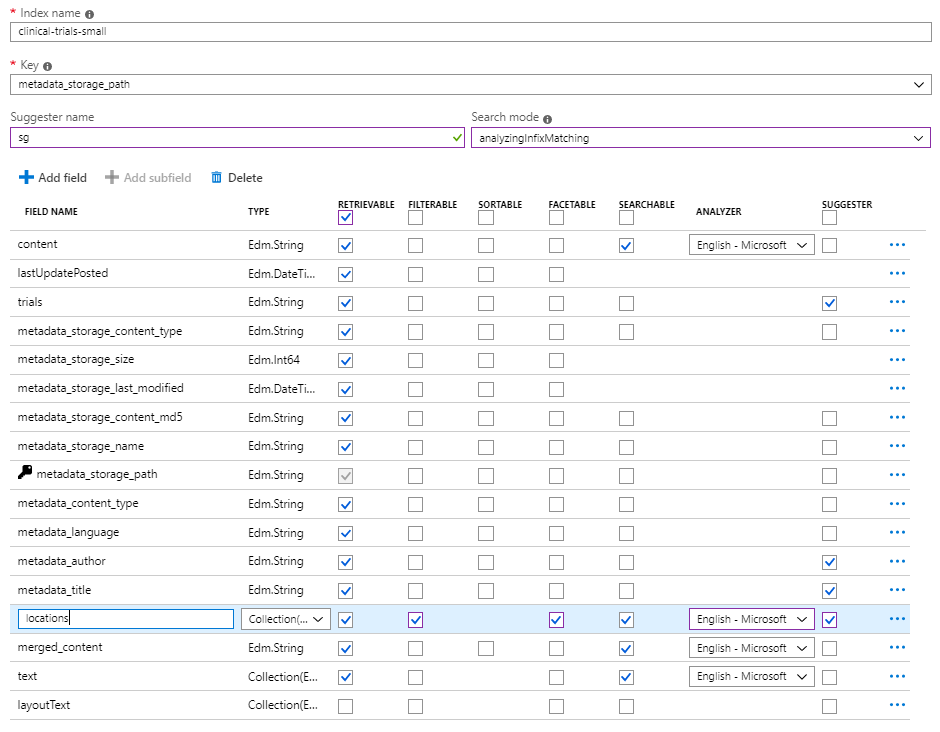 * Index name
clinical-trials-small
* Key
metadata_storage_path
Suggester name Search mode
sg analyzingInfixMatching
Add field Add subfield Delete
FIELD NAME TYPE RETRIEVABLE FILTERABLE SORTABLE FACETABLE SEARCHABLE ANALYZER SUGGESTER
content Edm.String English - Microsoft
lastUpdatePosted Edm.DateTi...
trials Edm.String
metadata_storage_content_type Edm.String
metadata_storage_size Edm.Int64
metadata_storage_last_modified Edm.DateTi...
metadata_storage_content_md5 Edm.String
metadata_storage_name Edm.String
metadata_storage_path Edm.String
metadata_content_type Edm.String
metadata_language Edm.String
metadata_author Edm.String
metadata_title Edm.String
locations Collection(... English - Microsoft
merged_content Edm.String English - Microsoft
text Collection(E... English - Microsoft
layoutText Collection(E...